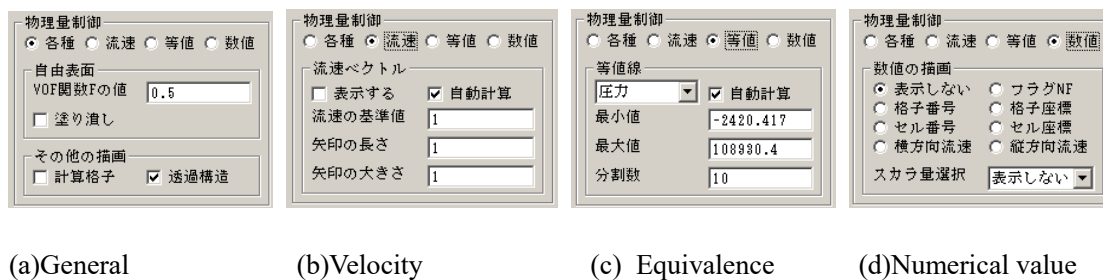 物理量制御
各種 流速 等値 数値
自由表面
VOF関数Fの値 0.5
塗り潰し
その他の描画
計算格子 透過構造
物理量制御
各種 流速 等値 数値
流速ベクトル
表示する 自動計算
流速の基準値 1
矢印の長さ 1
矢印の大きさ 1
物理量制御
各種 流速 等値 数値
等値線
圧力 自動計算
最小値 -2420.417
最大値 108930.4
分割数 10
物理量制御
各種 流速 等値 数値
数値の描画
表示しない フラグNF
格子番号 格子座標
セル番号 セル座標
横方向流速 縦方向流速
スカラ量選択 表示しない
(a)General (b)Velocity (c) Equivalence (d)Numerical value